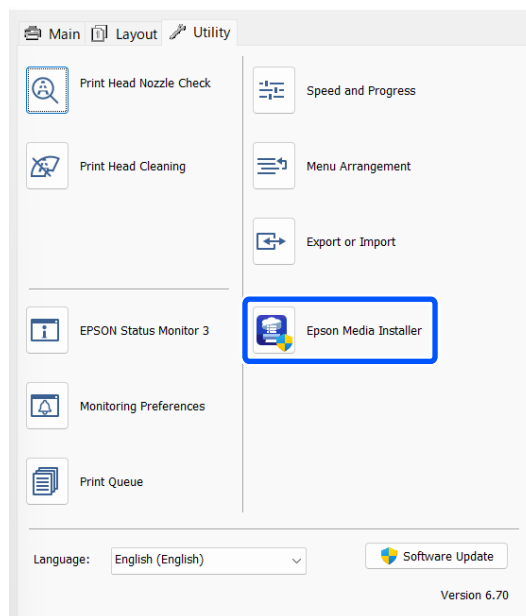 Main Layout Utility
Print Head Nozzle Check
Speed and Progress
Print Head Cleaning
Menu Arrangement
Export or Import
EPSON Status Monitor 3
Epson Media Installer
Monitoring Preferences
Print Queue
Language: English (English)
Software Update
Version 6.70